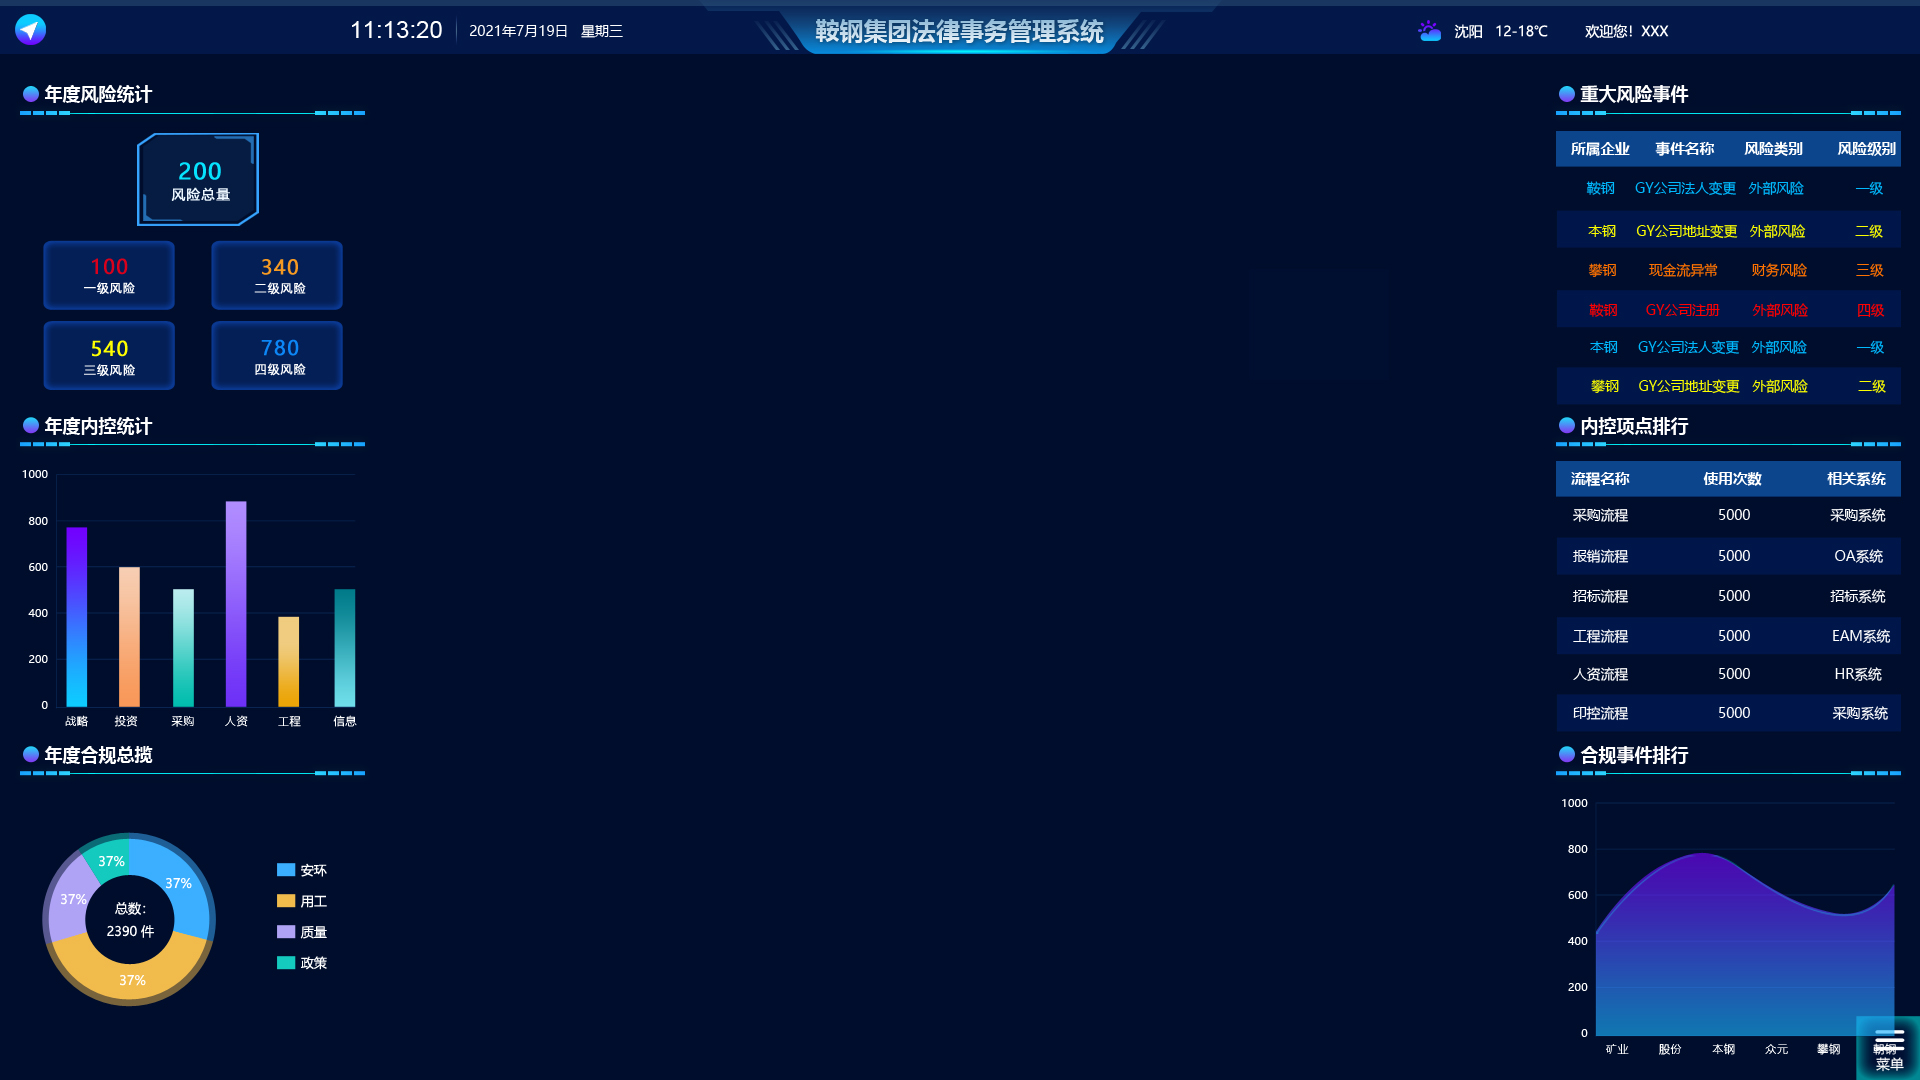 11:13:20 2021年7月19日 星期三
鞍钢集团法律事务管理系统
沈阳 12-18℃ 欢迎您！XXX
年度风险统计
200
风险总量
100
一级风险
340
二级风险
540
三级风险
780
四级风险
年度内控统计
1000
800
600
400
200
0
战略 投资 采购 人资 工程 信息
年度合规总揽
37%
37%
37%
37%
总数：
2390 件
安环
用工
质量
政策
重大风险事件
所属企业 事件名称 风险类别 风险级别
鞍钢 GY公司法人变更 外部风险 一级
本钢 GY公司地址变更 外部风险 二级
攀钢 现金流异常 财务风险 三级
鞍钢 GY公司注册 外部风险 四级
本钢 GY公司法人变更 外部风险 一级
攀钢 GY公司地址变更 外部风险 二级
内控项点排行
流程名称 使用次数 相关系统
采购流程 5000 采购系统
报销流程 5000 OA系统
招标流程 5000 招标系统
工程流程 5000 EAM系统
人资流程 5000 HR系统
印控流程 5000 采购系统
合规事件排行
1000
800
600
400
200
0
矿业 股份 本钢 众元 攀钢 朝钢
菜单